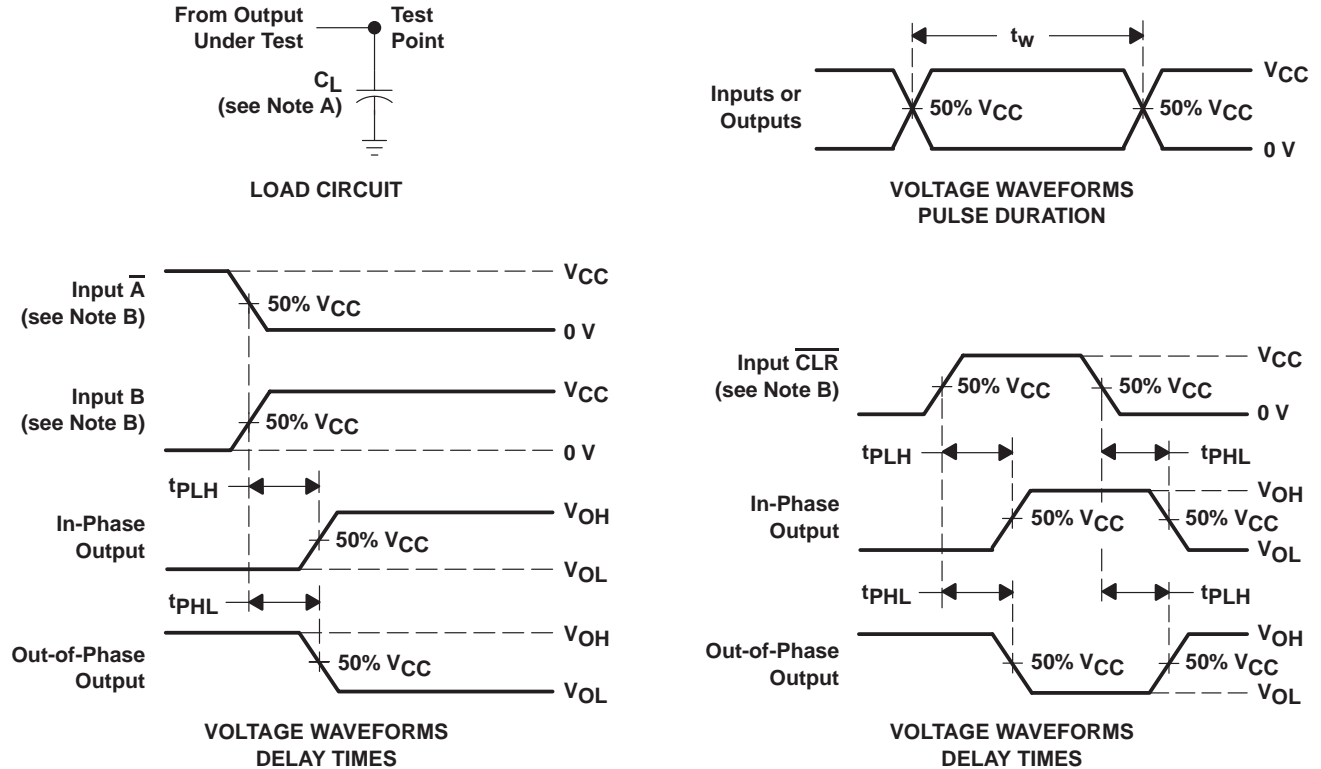 From Output
Under Test
Test
Point
CL
(see Note A)
LOAD CIRCUIT
tw
Inputs or
Outputs
50% VCC
50% VCC
VCC
0 V
VOLTAGE WAVEFORMS
PULSE DURATION
Input A̅
(see Note B)
50% VCC
VCC
0 V
Input B
(see Note B)
50% VCC
VCC
0 V
tPLH
In-Phase
Output
50% VCC
VOH
VOL
tPHL
Out-of-Phase
Output
50% VCC
VOH
VOL
VOLTAGE WAVEFORMS
DELAY TIMES
Input C̅L̅R̅
(see Note B)
50% VCC
50% VCC
VCC
0 V
tPLH
tPHL
In-Phase
Output
50% VCC
50% VCC
VOH
VOL
tPHL
tPLH
Out-of-Phase
Output
50% VCC
50% VCC
VOH
VOL
VOLTAGE WAVEFORMS
DELAY TIMES